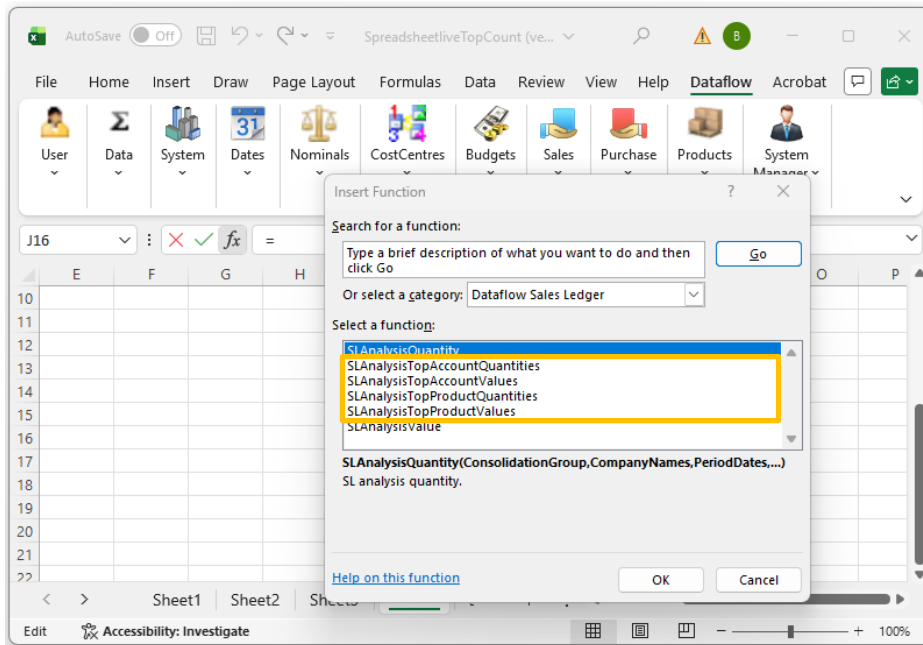 AutoSave Off SpreadsheetliveTopCount (ve... B
File Home Insert Draw Page Layout Formulas Data Review View Help Dataflow Acrobat
31
User Data System Dates Nominals CostCentres Budgets Sales Purchase Products System
Manager
Insert Function ?
Search for a function:
J16 fx =
Type a brief description of what you want to do and then
click Go
Go
E F G H O P
Or select a category: Dataflow Sales Ledger
10
11
Select a function:
12
SLAnalysisQuantity
13
SLAnalysisTopAccountQuantities
SLAnalysisTopAccountValues
14
SLAnalysisTopProductQuantities
15
SLAnalysisTopProductValues
16
SLAnalysisValue
17
SLAnalysisQuantity(ConsolidationGroup,CompanyNames,PeriodDates,...)
18
SL analysis quantity.
19
20
21
22
Help on this function OK Cancel
Sheet1 Sheet2
Edit Accessibility: Investigate 100%